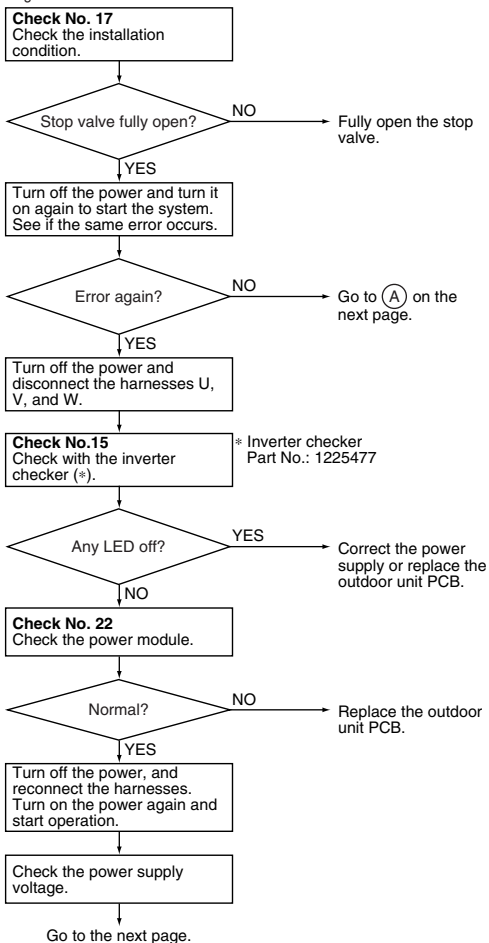 Check No. 17
Check the installation
condition.
Stop valve fully open?
NO
Fully open the stop
valve.
YES
Turn off the power and turn it
on again to start the system.
See if the same error occurs.
Error again?
NO
Go to A on the
next page.
YES
Turn off the power and
disconnect the harnesses U,
V, and W.
Check No.15
Check with the inverter
checker (*).
* Inverter checker
Part No.: 1225477
Any LED off?
YES
Correct the power
supply or replace the
outdoor unit PCB.
NO
Check No. 22
Check the power module.
Normal?
NO
Replace the outdoor
unit PCB.
YES
Turn off the power, and
reconnect the harnesses.
Turn on the power again and
start operation.
Check the power supply
voltage.
Go to the next page.